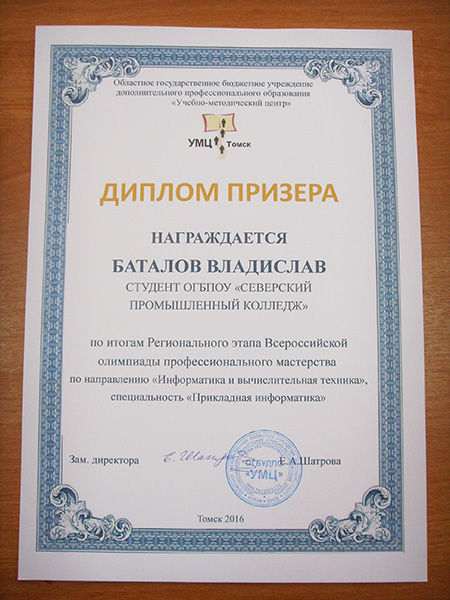 Областное государственное бюджетное учреждение
дополнительного профессионального образования
«Учебно-методический центр»
УМЦ Томск
ДИПЛОМ ПРИЗЕРА
НАГРАЖДАЕТСЯ
БАТАЛОВ ВЛАДИСЛАВ
СТУДЕНТ ОГБПОУ «СЕВЕРСКИЙ
ПРОМЫШЛЕННЫЙ КОЛЛЕДЖ»
по итогам Регионального этапа Всероссийской
олимпиады профессионального мастерства
по направлению «Информатика и вычислительная техника»,
специальность «Прикладная информатика»
Зам. директора Е.А.Шатрова
ОГБУДПО
"УМЦ"
Томск 2016